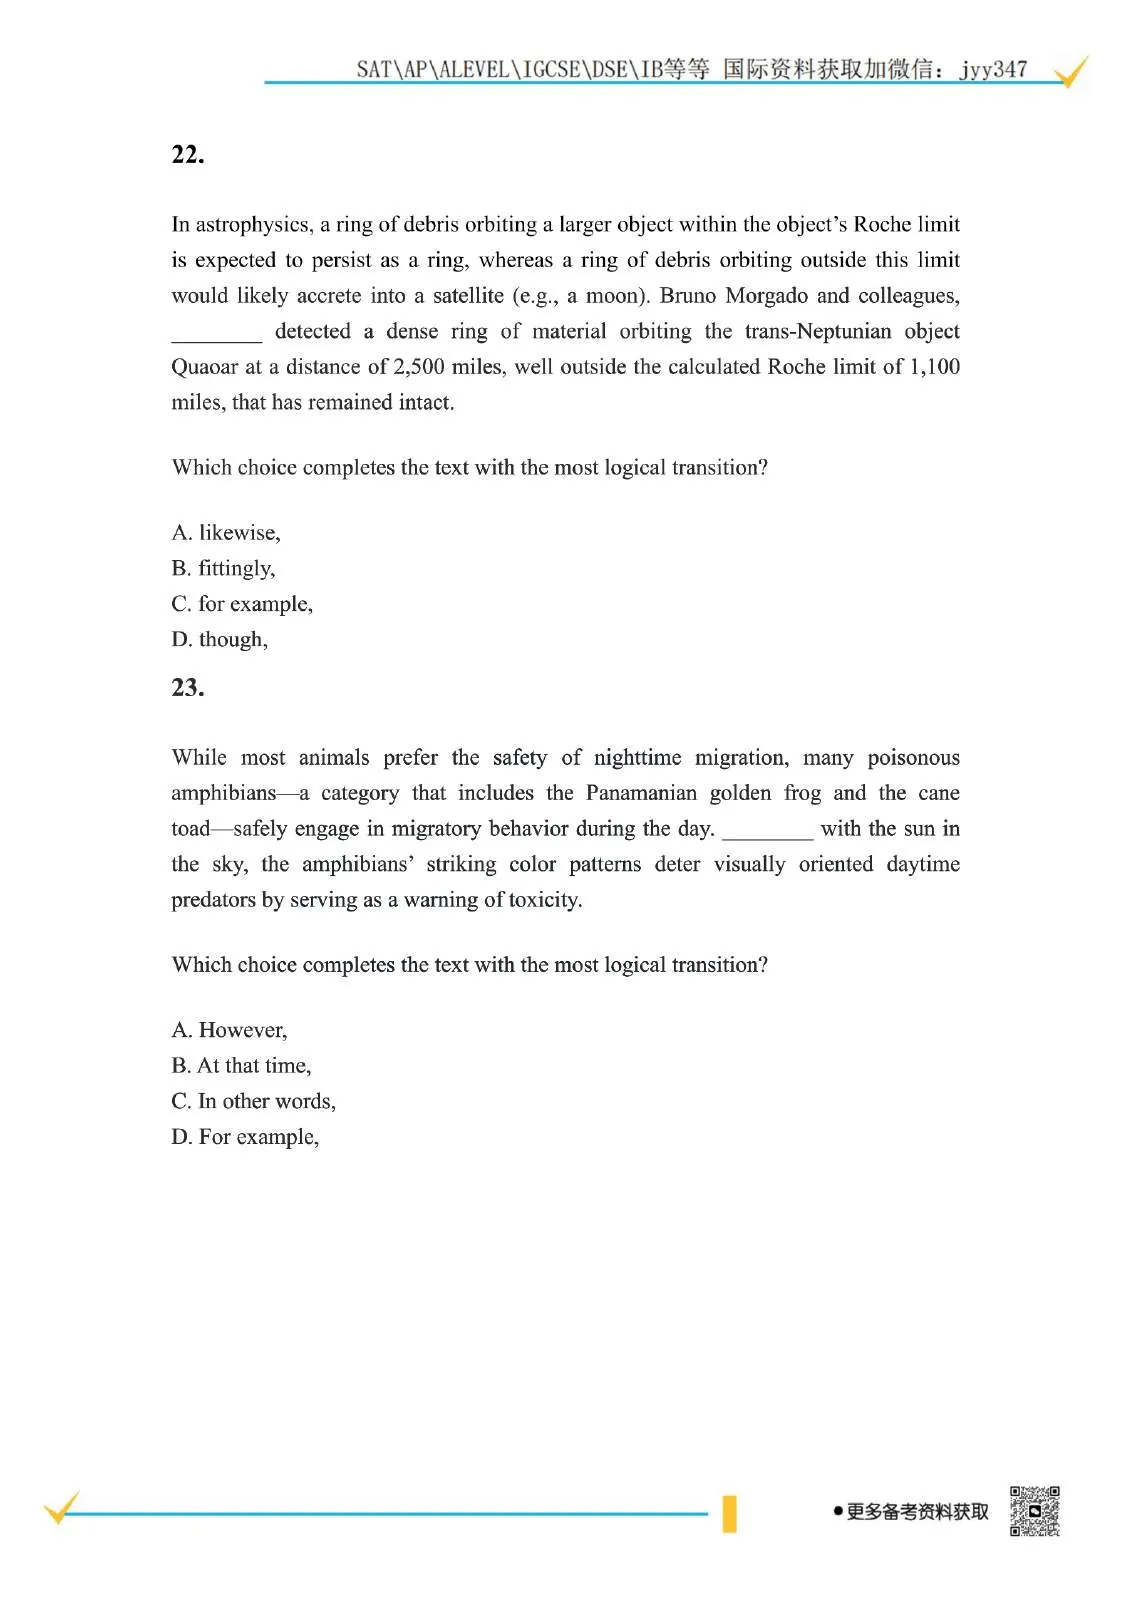 SAT\AP\ALEVEL\IGCSE\DSE\IB等等 国际资料获取加微信: jyy347
22.
In astrophysics, a ring of debris orbiting a larger object within the object’s Roche limit
is expected to persist as a ring, whereas a ring of debris orbiting outside this limit
would likely accrete into a satellite (e.g., a moon). Bruno Morgado and colleagues,
________ detected a dense ring of material orbiting the trans-Neptunian object
Quaoar at a distance of 2,500 miles, well outside the calculated Roche limit of 1,100
miles, that has remained intact.
Which choice completes the text with the most logical transition?
A. likewise,
B. fittingly,
C. for example,
D. though,
23.
While most animals prefer the safety of nighttime migration, many poisonous
amphibians—a category that includes the Panamanian golden frog and the cane
toad—safely engage in migratory behavior during the day. ________ with the sun in
the sky, the amphibians’ striking color patterns deter visually oriented daytime
predators by serving as a warning of toxicity.
Which choice completes the text with the most logical transition?
A. However,
B. At that time,
C. In other words,
D. For example,
●更多备考资料获取